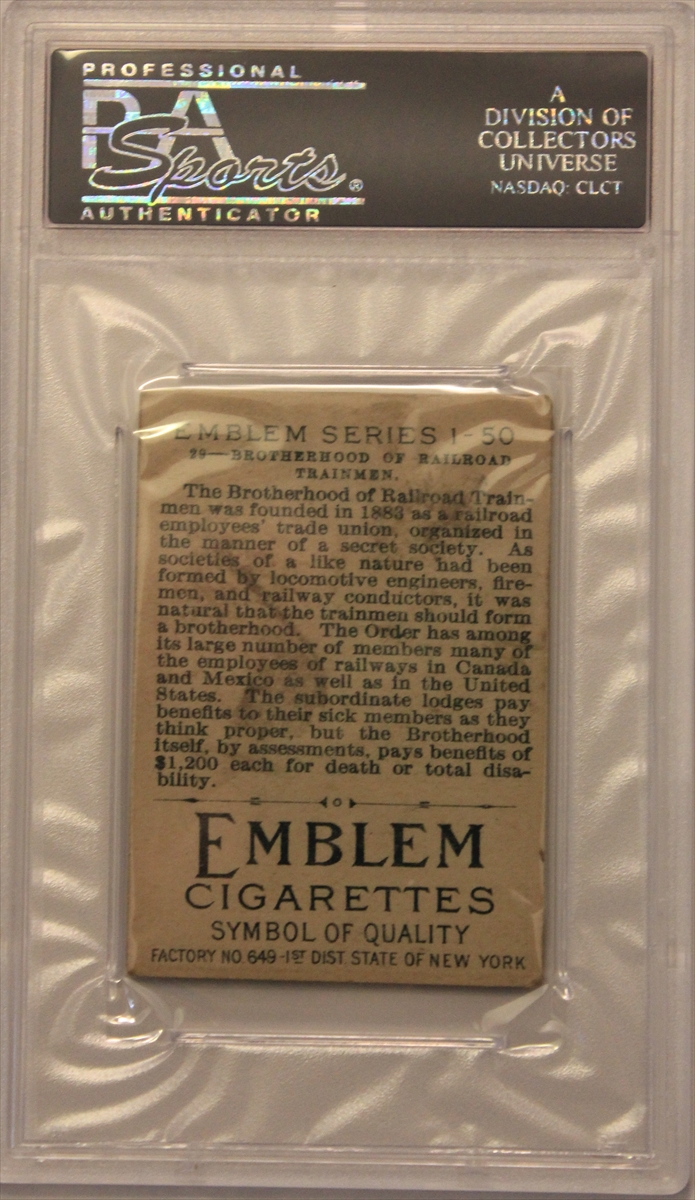 PROFESSIONAL
PSA
Sports®
AUTHENTICATOR
A
DIVISION OF
COLLECTORS
UNIVERSE
NASDAQ: CLCT
EMBLEM SERIES 1-50
29—BROTHERHOOD OF RAILROAD
TRAINMEN.
The Brotherhood of Railroad Train-
men was founded in 1883 as a railroad
employees' trade union, organized in
the manner of a secret society. As
societies of a like nature had been
formed by locomotive engineers, fire-
men, and railway conductors, it was
natural that the trainmen should form
a brotherhood. The Order has among
its large number of members many of
the employees of railways in Canada
and Mexico as well as in the United
States. The subordinate lodges pay
benefits to their sick members as they
think proper, but the Brotherhood
itself, by assessments, pays benefits of
$1,200 each for death or total disa-
bility.
EMBLEM
CIGARETTES
SYMBOL OF QUALITY
FACTORY NO. 649-1ST DIST. STATE OF NEW YORK